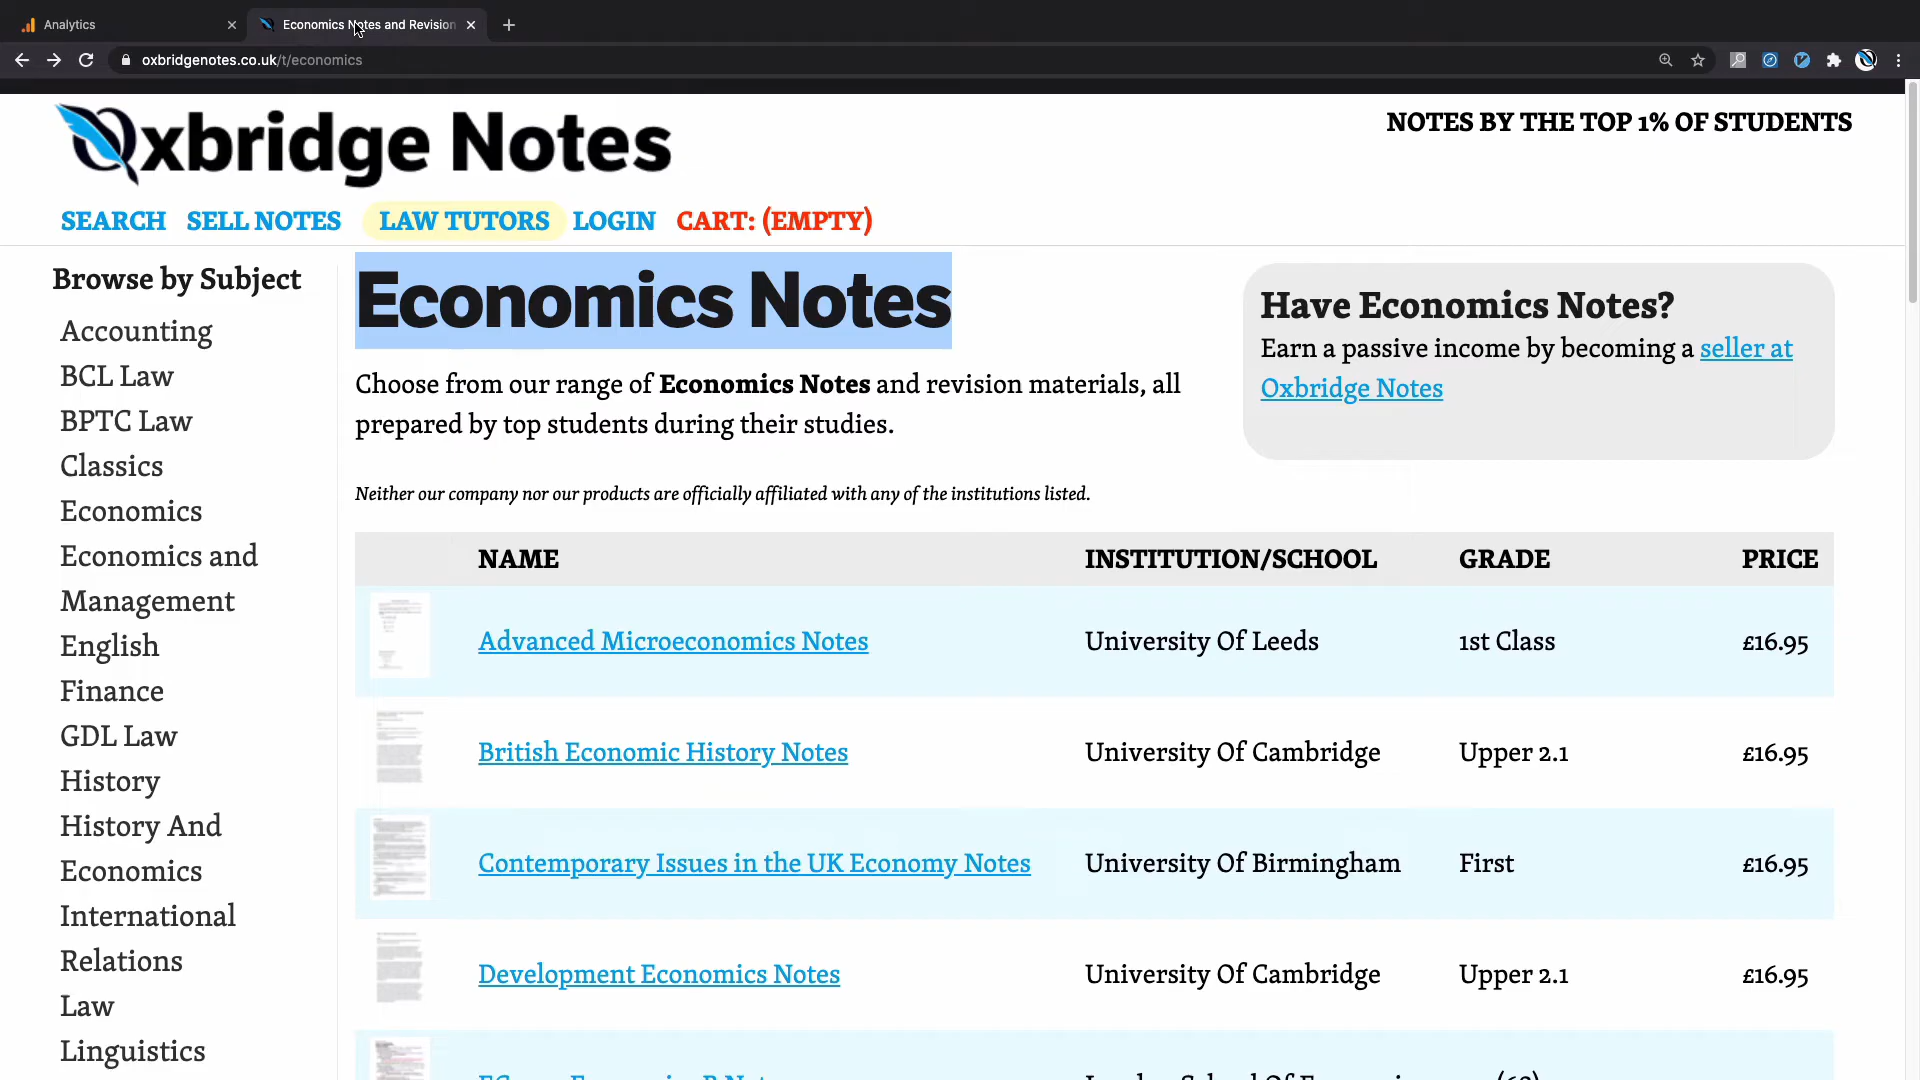 Analytics
Economics Notes and Revision
oxbridgenotes.co.uk/t/economics
Oxbridge Notes
NOTES BY THE TOP 1% OF STUDENTS
SEARCH SELL NOTES LAW TUTORS LOGIN CART: (EMPTY)
Browse by Subject
Accounting
BCL Law
BPTC Law
Classics
Economics
Economics and
Management
English
Finance
GDL Law
History
History And
Economics
International
Relations
Law
Linguistics
Economics Notes
Choose from our range of Economics Notes and revision materials, all
prepared by top students during their studies.
Neither our company nor our products are officially affiliated with any of the institutions listed.
Have Economics Notes?
Earn a passive income by becoming a seller at
Oxbridge Notes
NAME INSTITUTION/SCHOOL GRADE PRICE
Advanced Microeconomics Notes University Of Leeds 1st Class £16.95
British Economic History Notes University Of Cambridge Upper 2.1 £16.95
Contemporary Issues in the UK Economy Notes University Of Birmingham First £16.95
Development Economics Notes University Of Cambridge Upper 2.1 £16.95